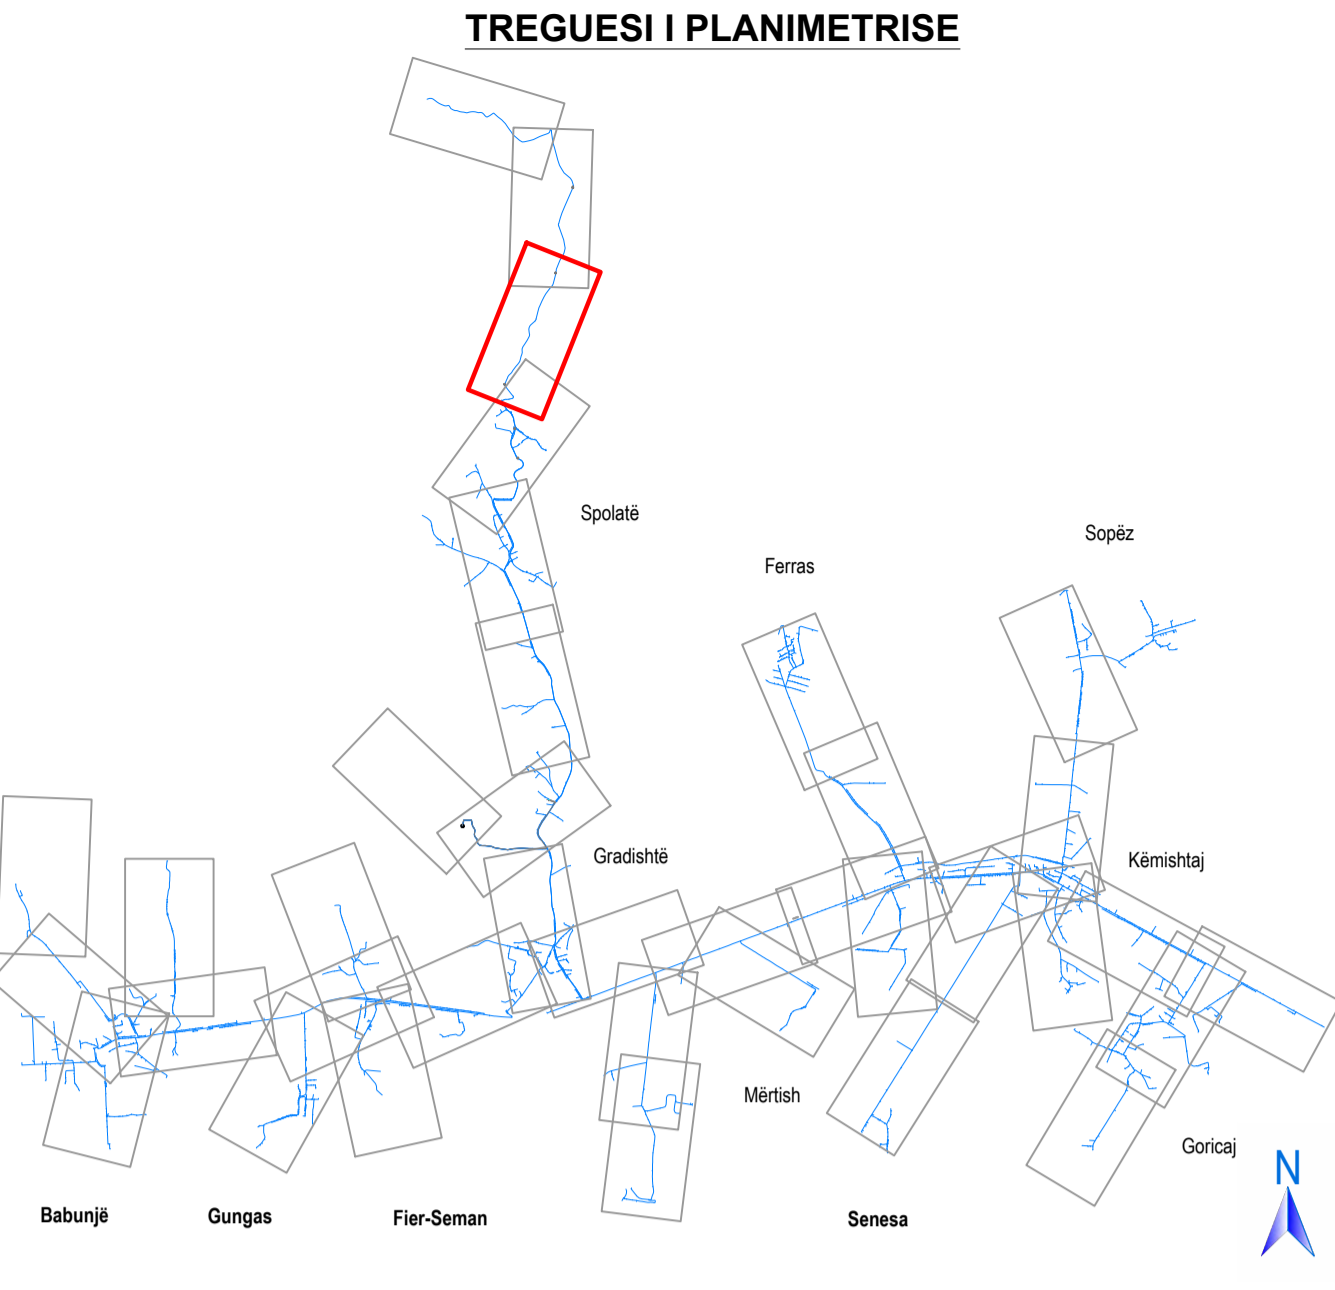 TREGUESI I PLANIMETRISE
Spolatë
Sopëz
Ferras
Gradishtë
Këmishtaj
Mërtish
Goricaj
N
Babunjë
Gungas
Fier-Seman
Senesa